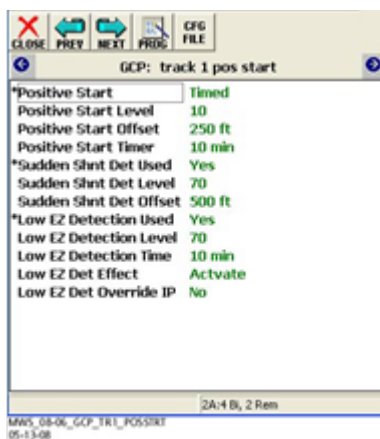 CLOSE PREV NEXT PROG CFG FILE
GCP: track 1 pos start
*Positive Start Timed
Positive Start Level 10
Positive Start Offset 250 ft
Positive Start Timer 10 min
*Sudden Shnt Det Used Yes
Sudden Shnt Det Level 70
Sudden Shnt Det Offset 500 ft
*Low EZ Detection Used Yes
Low EZ Detection Level 70
Low EZ Detection Time 10 min
Low EZ Det Effect Actvate
Low EZ Det Override IP No
2A:4 Bi, 2 Rem
MWS_08-06_GCP_TR1_POSSTRT
05-13-08